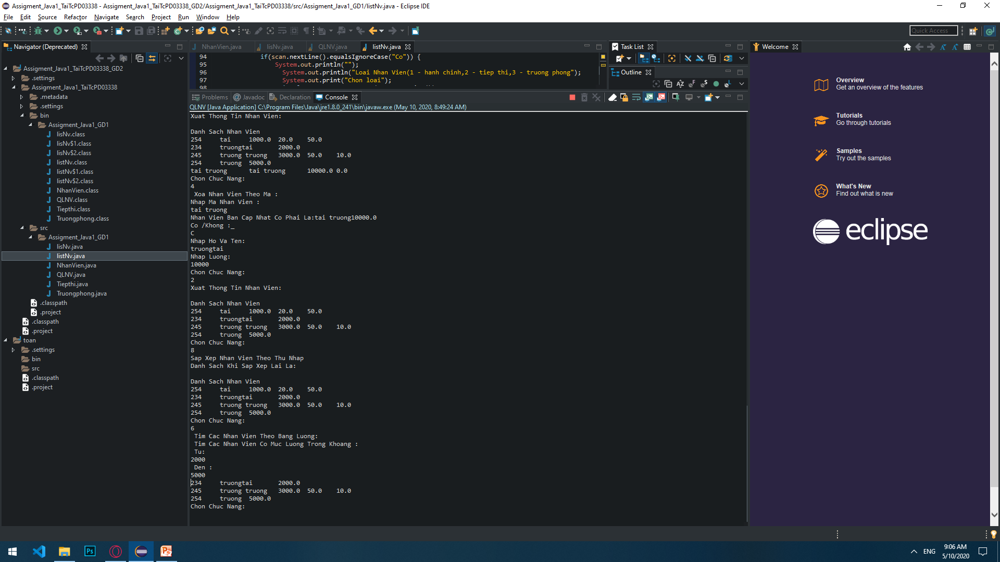 Assigment_Java1_TaiTcPD03338 - Assigment_Java1_TaiTcPD03338_GD2/Assigment_Java1_TaiTcPD03338/src/Assigment_Java1_GD1/listNv.java - Eclipse IDE
File Edit Source Refactor Navigate Search Project Run Window Help
Quick Access
Navigator (Deprecated)
Assigment_Java1_TaiTcPD03338_GD2
.settings
Assigment_Java1_TaiTcPD03338
.metadata
.settings
bin
Assigment_Java1_GD1
lisNv.class
lisNv$1.class
lisNv$2.class
listNv.class
listNv$1.class
listNv$2.class
NhanVien.class
QLNV.class
Tiepthi.class
Truongphong.class
src
Assigment_Java1_GD1
lisNv.java
listNv.java
NhanVien.java
QLNV.java
Tiepthi.java
Truongphong.java
.classpath
.project
.classpath
.project
toan
.settings
bin
src
.classpath
.project
NhanVien.java lisNv.java QLNV.java listNv.java
94 if(scan.nextLine().equalsIgnoreCase("Co")) {
95 System.out.println("");
96 System.out.println("Loai Nhan Vien(1 - hanh chinh,2 - tiep thi,3 - truong phong");
97 System.out.print("Chon loai");
98
Problems Javadoc Declaration Console
QLNV [Java Application] C:\Program Files\Java\jre1.8.0_241\bin\javaw.exe (May 10, 2020, 8:49:24 AM)
Xuat Thong Tin Nhan Vien:
Danh Sach Nhan Vien
254 tai 1000.0 20.0 50.0
234 truongtai 2000.0
245 truong truong 3000.0 50.0 10.0
254 truong 5000.0
tai truong tai truong 10000.0 0.0
Chon Chuc Nang:
4
Xoa Nhan Vien Theo Ma :
Nhap Ma Nhan Vien :
tai truong
Nhan Vien Ban Cap Nhat Co Phai La:tai truong10000.0
Co /Khong :_
C
Nhap Ho Va Ten:
truongtai
Nhap Luong:
10000
Chon Chuc Nang:
2
Xuat Thong Tin Nhan Vien:
Danh Sach Nhan Vien
254 tai 1000.0 20.0 50.0
234 truongtai 2000.0
245 truong truong 3000.0 50.0 10.0
254 truong 5000.0
Chon Chuc Nang:
8
Sap Xep Nhan Vien Theo Thu Nhap
Danh Sach Khi Sap Xep Lai La:
Danh Sach Nhan Vien
254 tai 1000.0 20.0 50.0
234 truongtai 2000.0
245 truong truong 3000.0 50.0 10.0
254 truong 5000.0
Chon Chuc Nang:
6
Tim Cac Nhan Vien Theo Bang Luong:
Tim Cac Nhan Vien Co Muc Luong Trong Khoang :
Tu:
2000
Den :
5000
234 truongtai 2000.0
245 truong truong 3000.0 50.0 10.0
254 truong 5000.0
Chon Chuc Nang:
Task List
Outline
Welcome
Overview
Get an overview of the features
Tutorials
Go through tutorials
Samples
Try out the samples
What's New
Find out what is new
eclipse
Ps
ENG
9:06 AM
5/10/2020